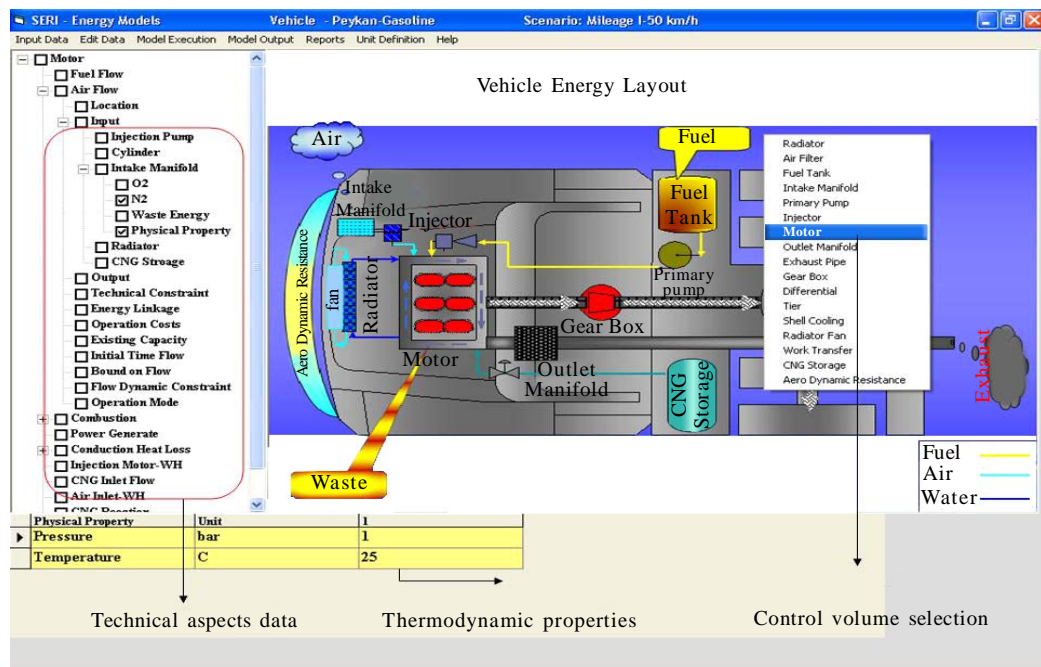 SERI - Energy Models Vehicle - Peykan-Gasoline Scenario: Mileage I-50 km/h
Input Data Edit Data Model Execution Model Output Reports Unit Definition Help
Motor
Fuel Flow
Air Flow
Location
Input
Injection Pump
Cylinder
Intake Manifold
O2
N2
Waste Energy
Physical Property
Radiator
CNG Stroage
Output
Technical Constraint
Energy Linkage
Operation Costs
Existing Capacity
Initial Time Flow
Bound on Flow
Flow Dynamic Constraint
Operation Mode
Combustion
Power Generate
Conduction Heat Loss
Injection Motor-WH
CNG Inlet Flow
Air Inlet-WH
CNG Reaction
Vehicle Energy Layout
Air
Fuel
Intake
Manifold
Injector
Fuel
Tank
Primary
pump
Aero Dynamic Resistance
fan
Radiator
Motor
Gear Box
Outlet
Manifold
CNG
Storage
Waste
Exhaust
Radiator
Air Filter
Fuel Tank
Intake Manifold
Primary Pump
Injector
Motor
Outlet Manifold
Exhaust Pipe
Gear Box
Differential
Tier
Shell Cooling
Radiator Fan
Work Transfer
CNG Storage
Aero Dynamic Resistance
Fuel
Air
Water
Physical Property Unit 1
Pressure bar 1
Temperature C 25
Technical aspects data
Thermodynamic properties
Control volume selection